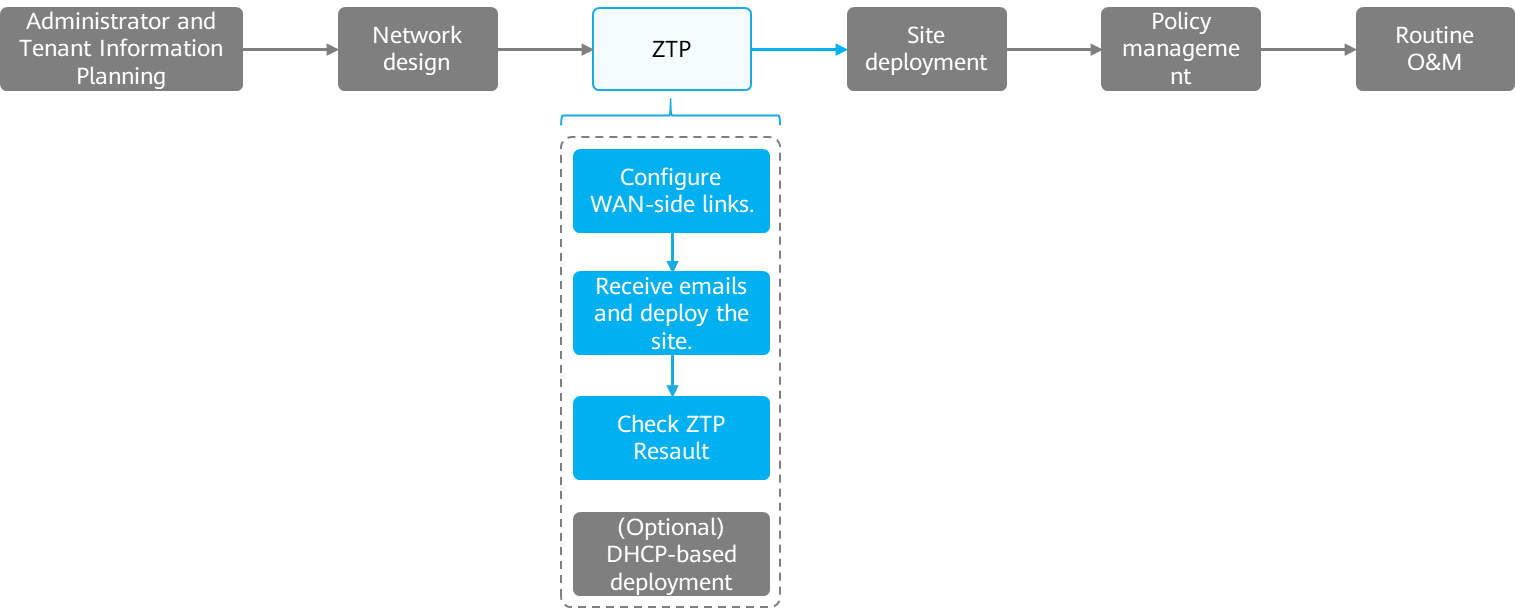 Administrator and
Tenant Information
Planning
Network
design
ZTP
Site
deployment
Policy
manageme
nt
Routine
O&M
Configure
WAN-side links.
Receive emails
and deploy the
site.
Check ZTP
Resault
(Optional)
DHCP-based
deployment